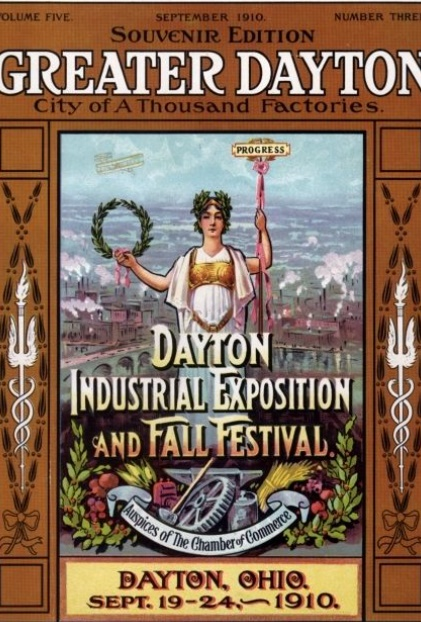 VOLUME FIVE. SEPTEMBER 1910. NUMBER THREE
SOUVENIR EDITION
GREATER DAYTON
City of A Thousand Factories.
PROGRESS
DAYTON
INDUSTRIAL EXPOSITION
AND FALL FESTIVAL.
Auspices of The Chamber of Commerce
DAYTON, OHIO.
SEPT. 19-24. 1910.